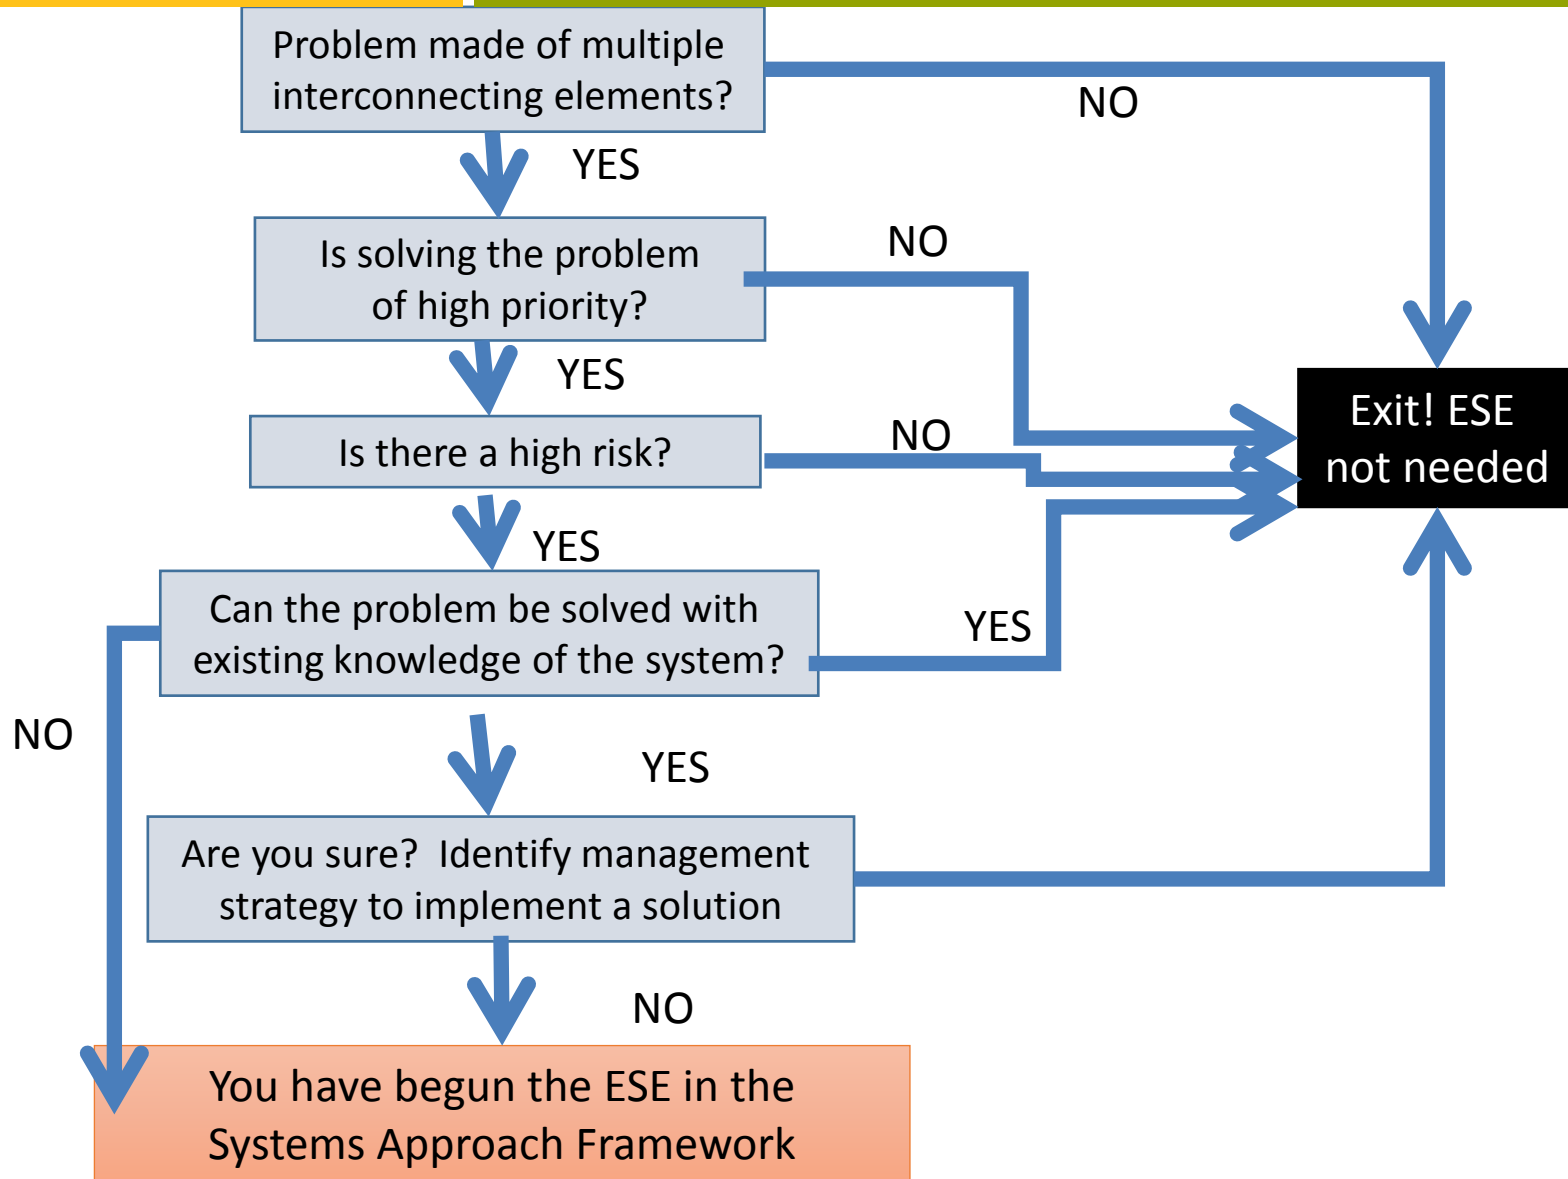 Problem made of multiple
interconnecting elements?
NO
YES
Is solving the problem
of high priority?
NO
YES
Is there a high risk?
NO
Exit! ESE
not needed
YES
Can the problem be solved with
existing knowledge of the system?
YES
NO
YES
Are you sure? Identify management
strategy to implement a solution
NO
You have begun the ESE in the
Systems Approach Framework